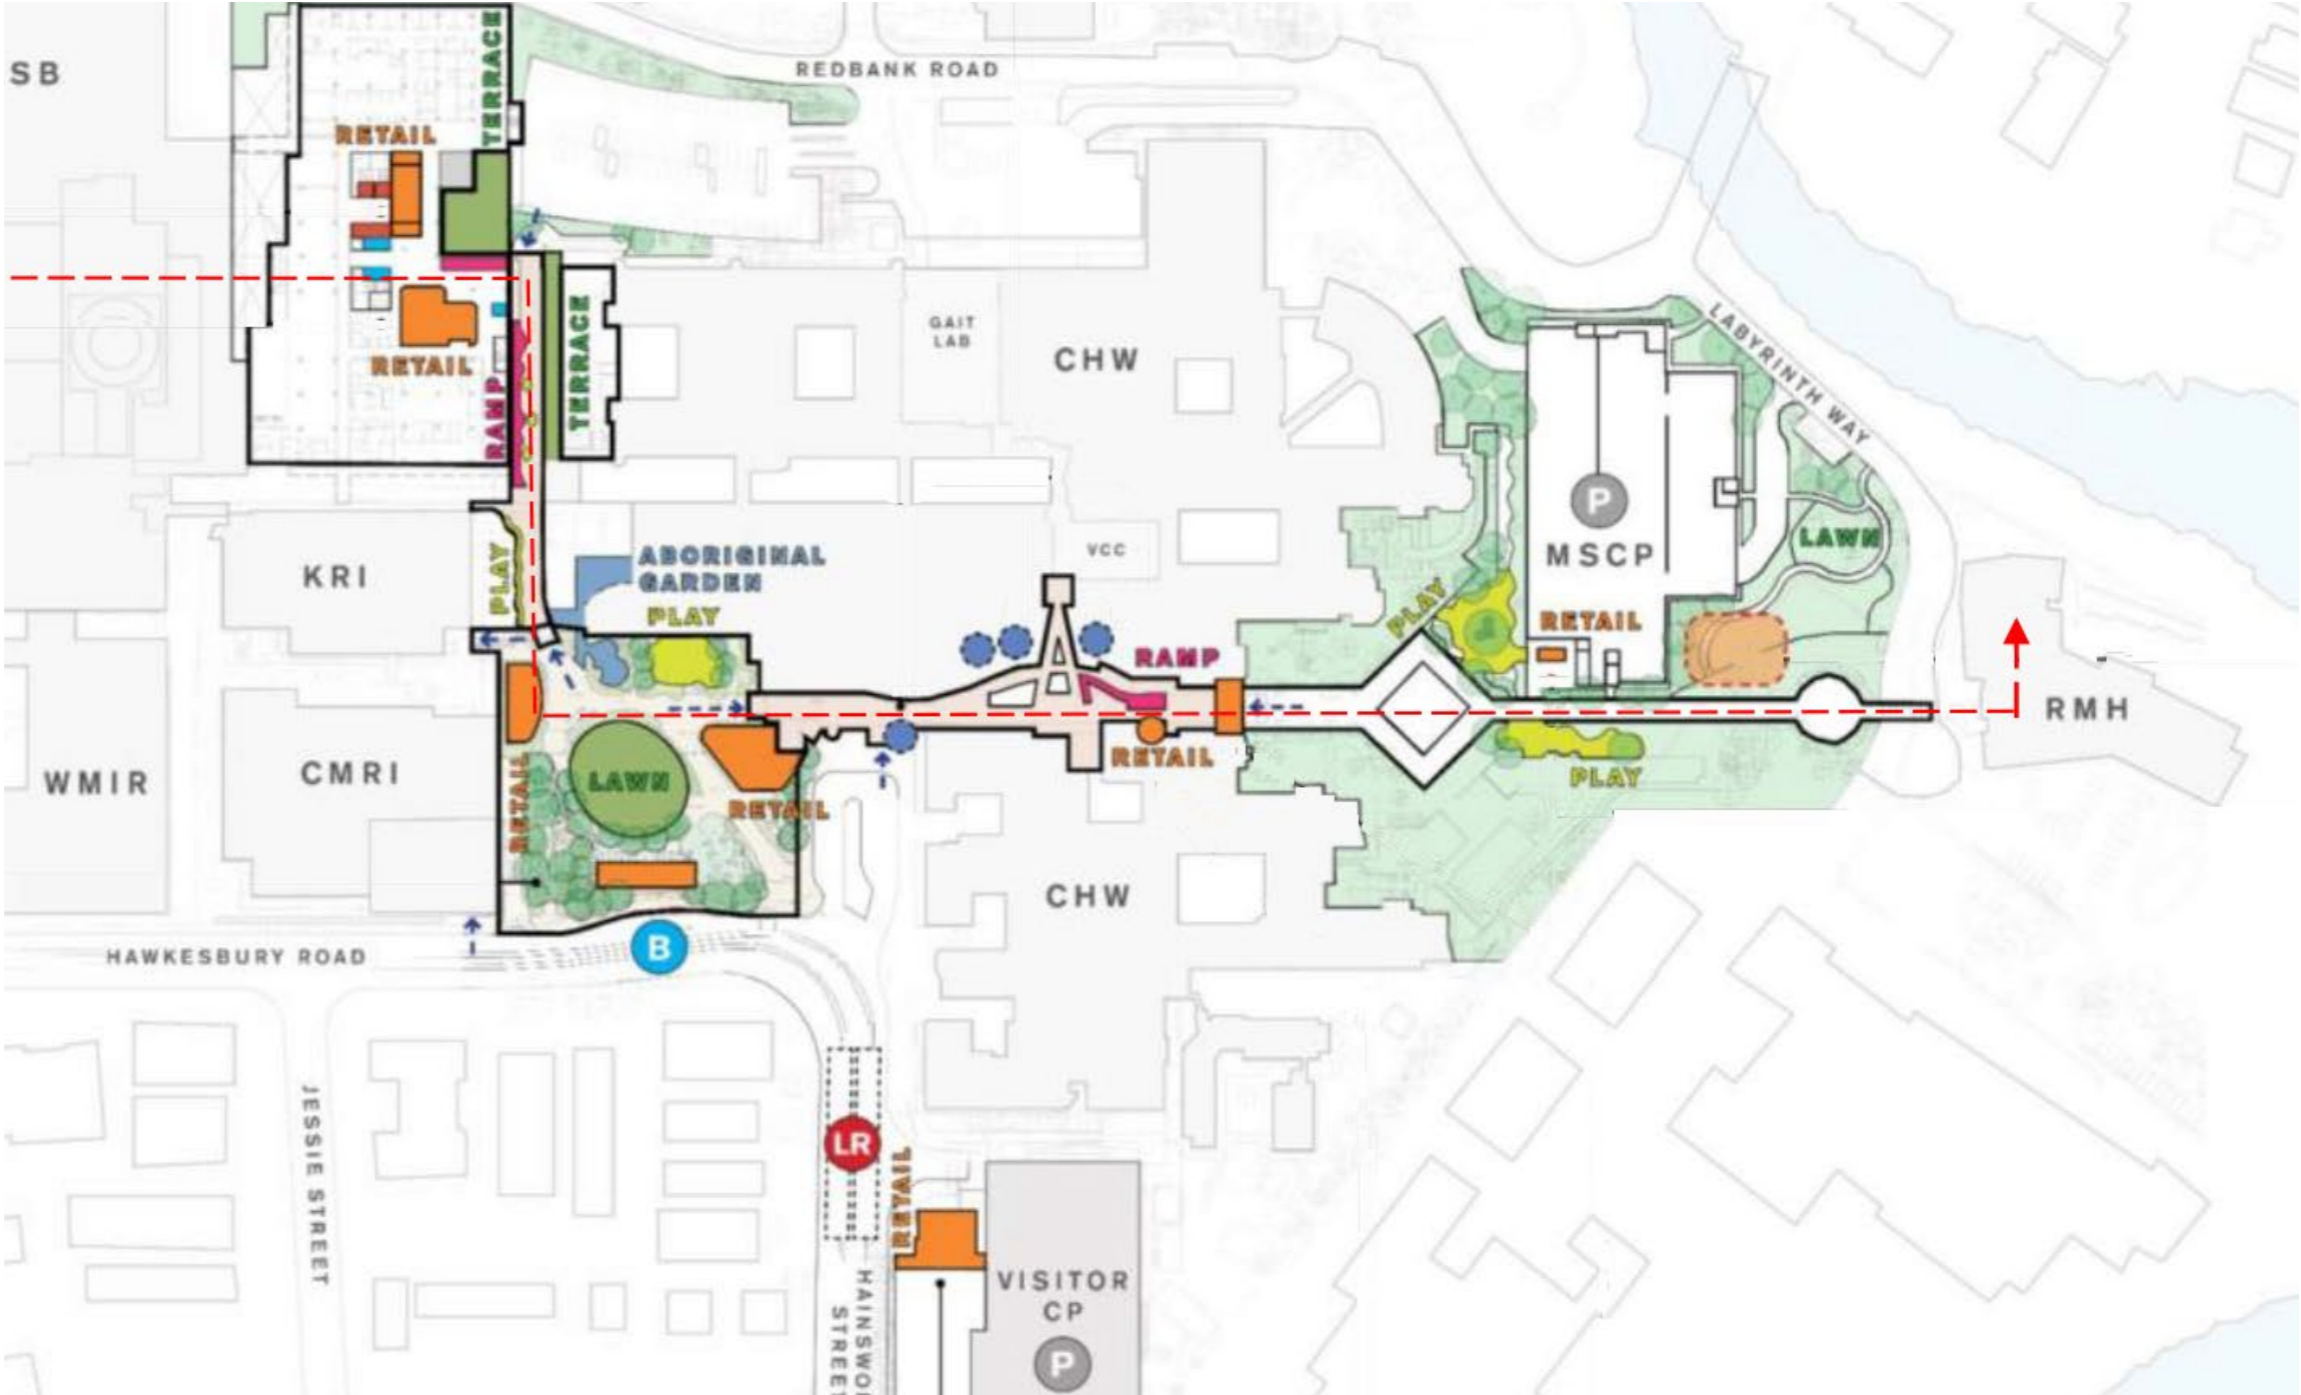 SB
TERRACE
REDBANK ROAD
RETAIL
RETAIL
RAMP
TERRACE
GAIT
LAB
CHW
LABYRINTH WAY
P
MSCP
LAWN
KRI
PLAY
ABORIGINAL
GARDEN
PLAY
VCC
PLAY
RETAIL
RAMP
RMH
WMIR
CMRI
RETAIL
LAWN
RETAIL
RETAIL
PLAY
CHW
HAWKESBURY ROAD
B
JESSIE STREET
LR
RETAIL
HAINSWO
STREE
VISITOR
CP
P